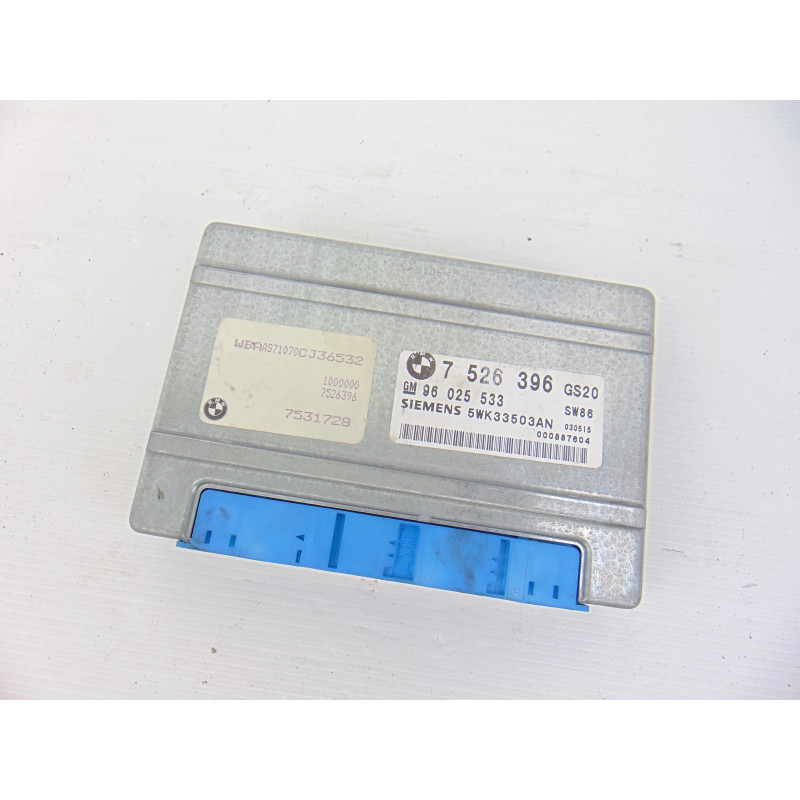 WBAAS71070CJ36532
1000000
7526396
7531728
7 526 396 GS20
GM 96 025 533 SW86
SIEMENS 5WK33503AN 030515
000887604